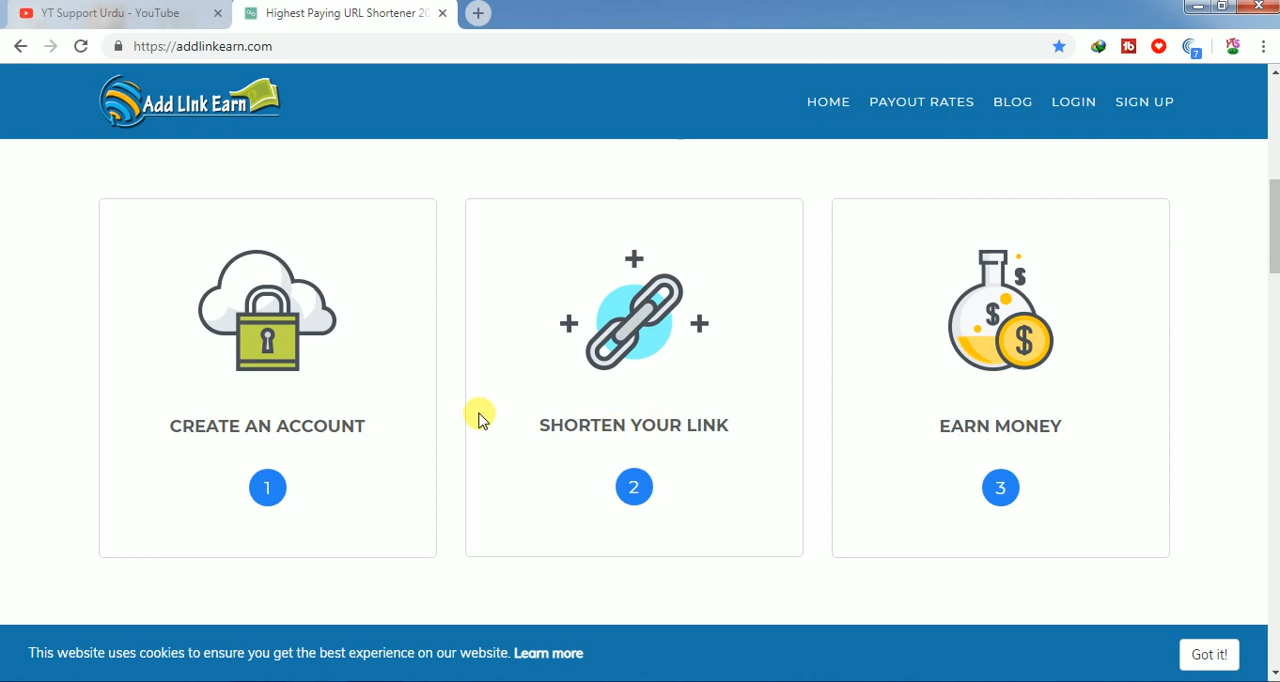 YT Support Urdu - YouTube
Highest Paying URL Shortener 20
https://addlinkearn.com
7
Add Link Earn
HOME PAYOUT RATES BLOG LOGIN SIGN UP
CREATE AN ACCOUNT
1
SHORTEN YOUR LINK
2
EARN MONEY
3
This website uses cookies to ensure you get the best experience on our website. Learn more
Got it!